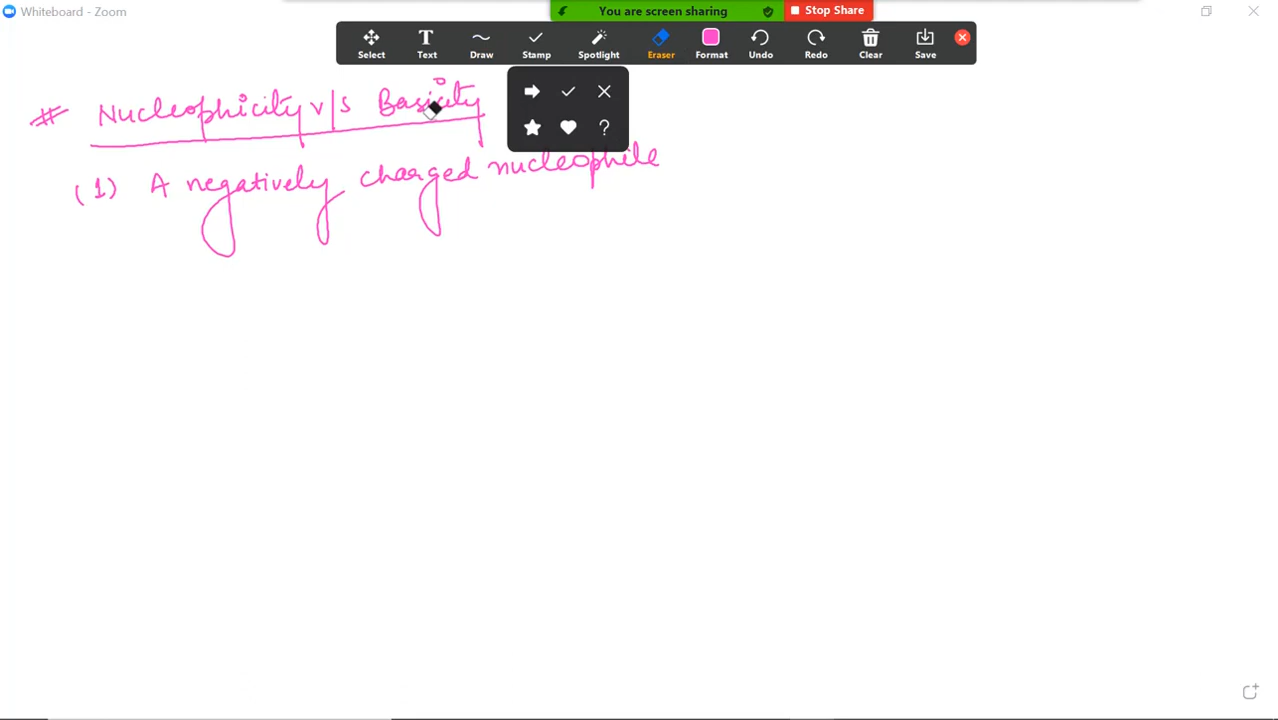 Whiteboard - Zoom
You are screen sharing
Stop Share
Select Text Draw Stamp Spotlight Eraser Format Undo Redo Clear Save
# Nucleophicity v/s Basicity
(1) A negatively charged nucleophile